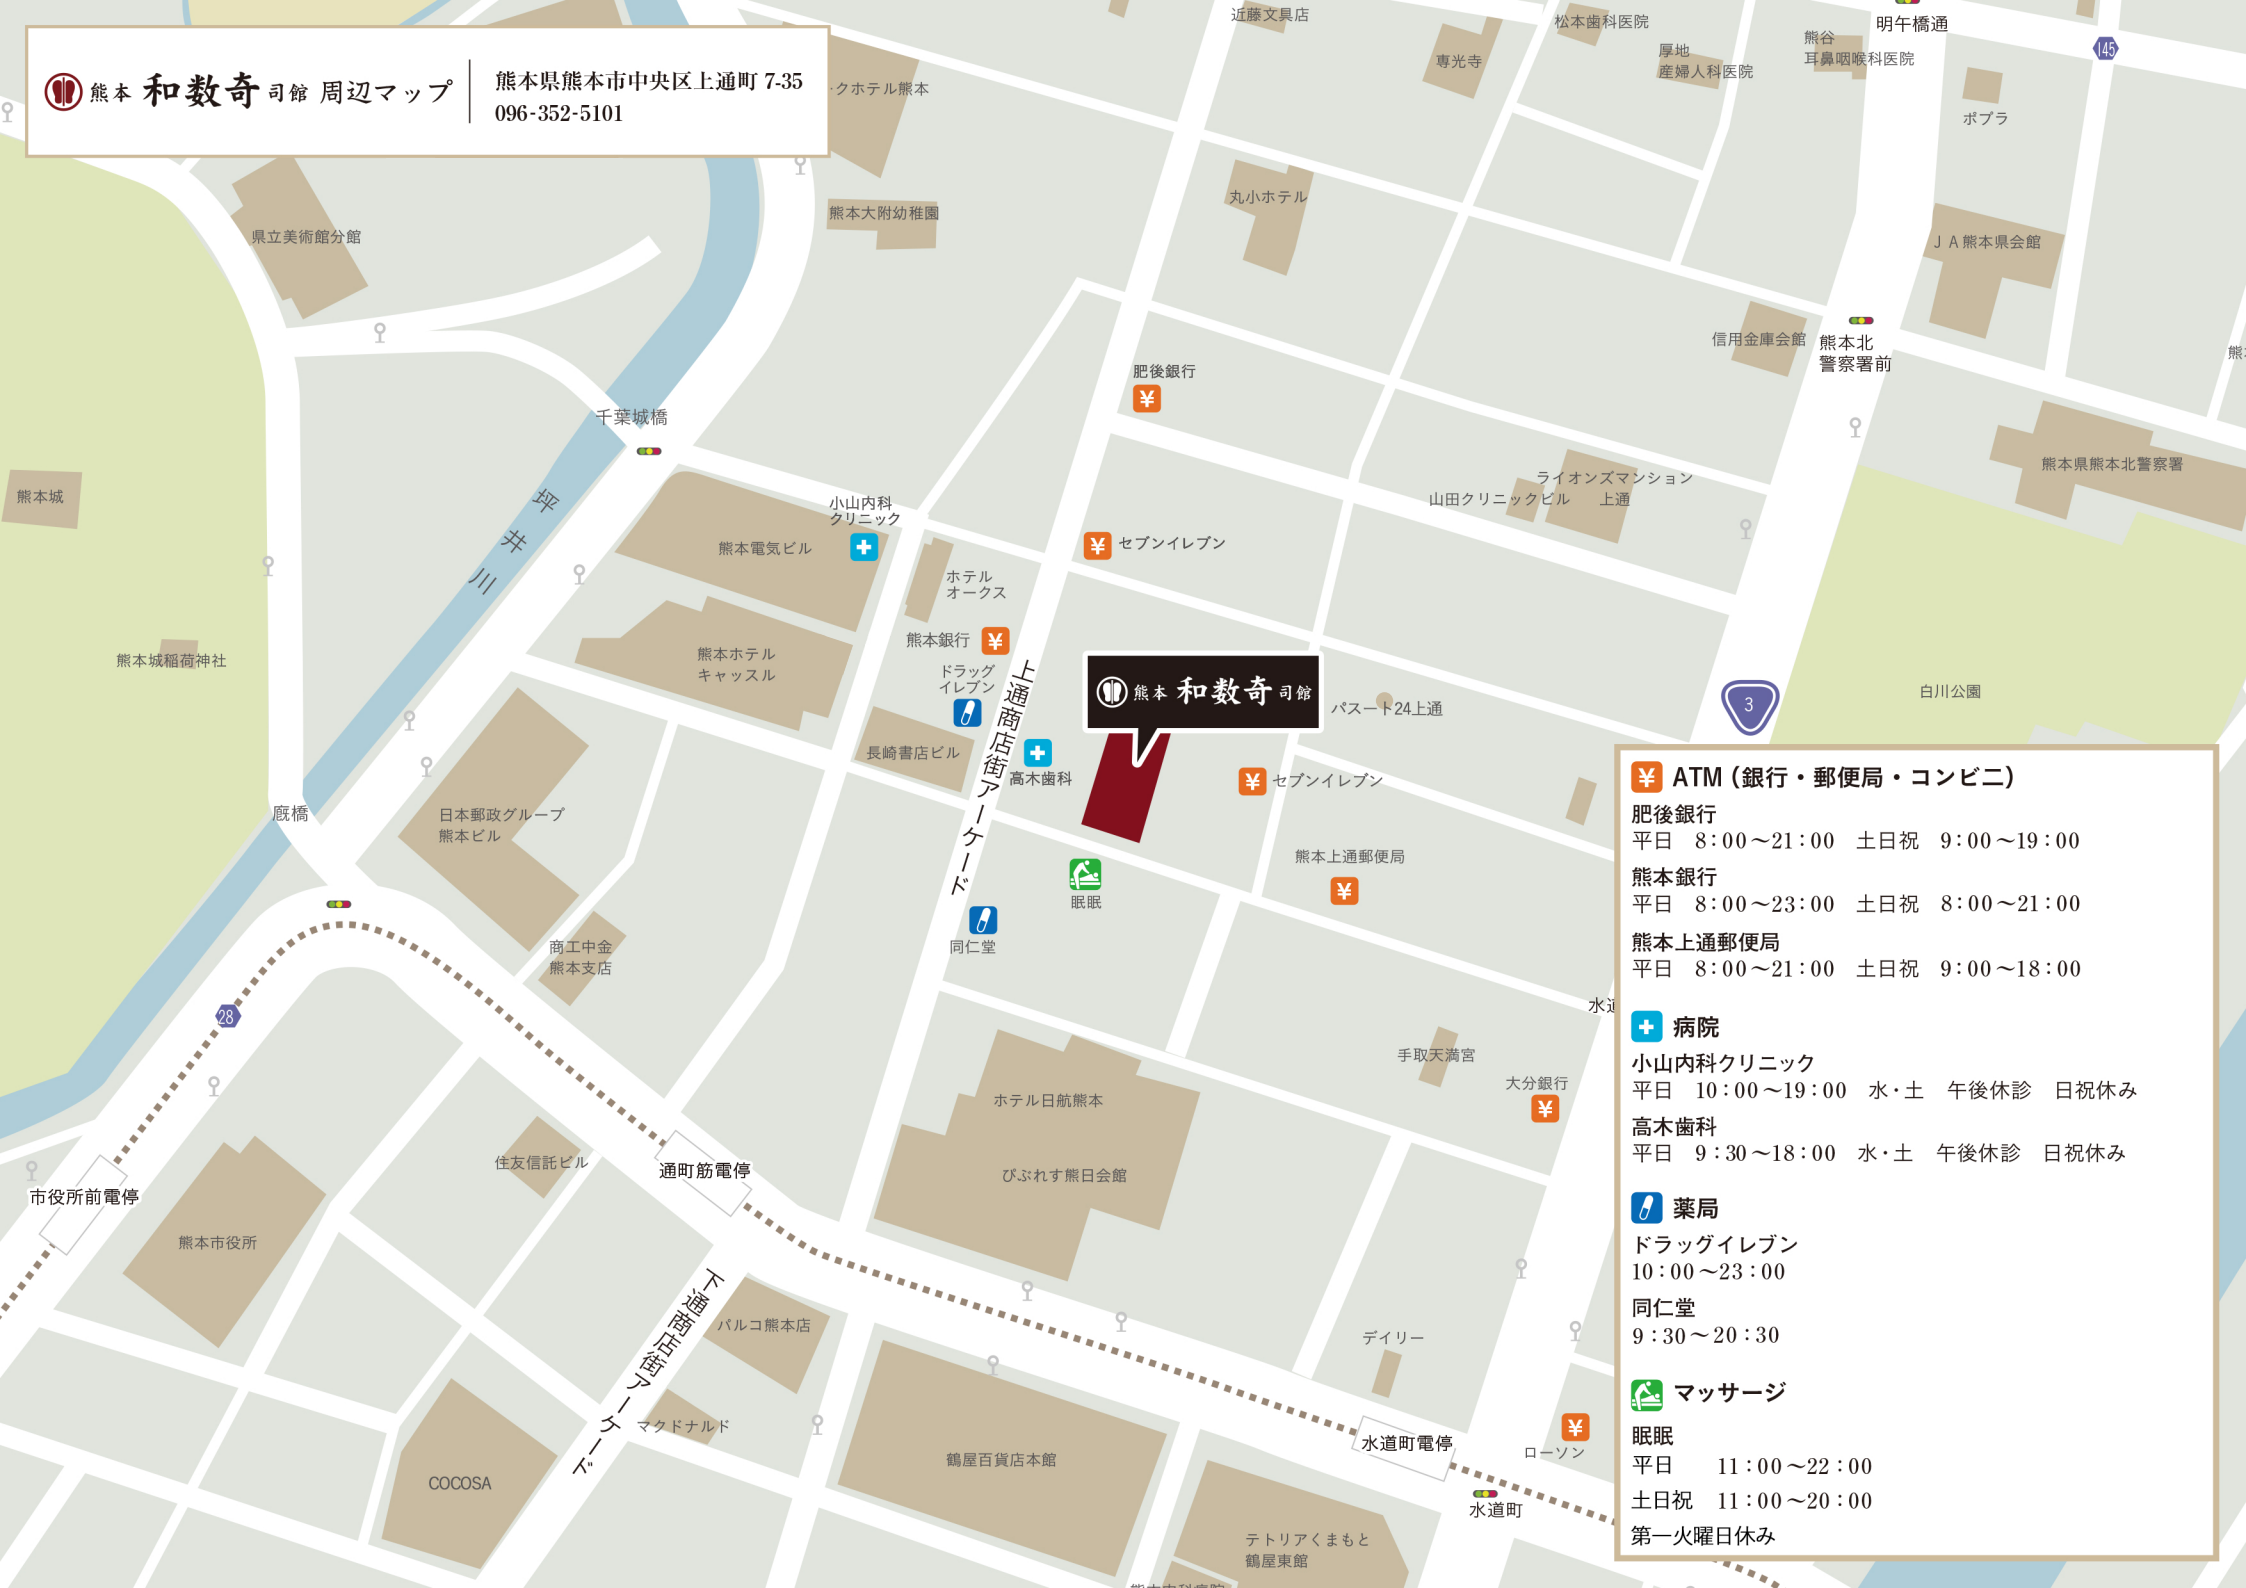 熊本 和数奇 司館 周辺マップ
熊本県熊本市中央区上通町 7-35
096-352-5101
近藤文具店
松本歯科医院
専光寺
厚地
産婦人科医院
熊谷
耳鼻咽喉科医院
明午橋通
145
クホテル熊本
ポプラ
県立美術館分館
熊本大附幼稚園
丸小ホテル
ＪＡ熊本県会館
信用金庫会館
熊本北
警察署前
熊本
肥後銀行
千葉城橋
坪井川
熊本城
小山内科
クリニック
熊本電気ビル
セブンイレブン
ライオンズマンション
上通
山田クリニックビル
熊本県熊本北警察署
ホテル
オークス
熊本銀行
ドラッグ
イレブン
熊本城稲荷神社
熊本ホテル
キャッスル
上通商店街アーケード
熊本 和数奇 司館
パスート24上通
3
白川公園
長崎書店ビル
高木歯科
セブンイレブン
廐橋
日本郵政グループ
熊本ビル
熊本上通郵便局
眠眠
同仁堂
商工中金
熊本支店
28
水道
手取天満宮
大分銀行
ホテル日航熊本
びぷれす熊日会館
住友信託ビル
通町筋電停
市役所前電停
熊本市役所
下通商店街アーケード
パルコ熊本店
デイリー
マクドナルド
鶴屋百貨店本館
水道町電停
ローソン
COCOSA
水道町
テトリアくまもと
鶴屋東館
ATM（銀行・郵便局・コンビニ）
肥後銀行
平日 8：00～21：00 土日祝 9：00～19：00
熊本銀行
平日 8：00～23：00 土日祝 8：00～21：00
熊本上通郵便局
平日 8：00～21：00 土日祝 9：00～18：00
病院
小山内科クリニック
平日 10：00～19：00 水・土 午後休診 日祝休み
高木歯科
平日 9：30～18：00 水・土 午後休診 日祝休み
薬局
ドラッグイレブン
10：00～23：00
同仁堂
9：30～20：30
マッサージ
眠眠
平日 11：00～22：00
土日祝 11：00～20：00
第一火曜日休み